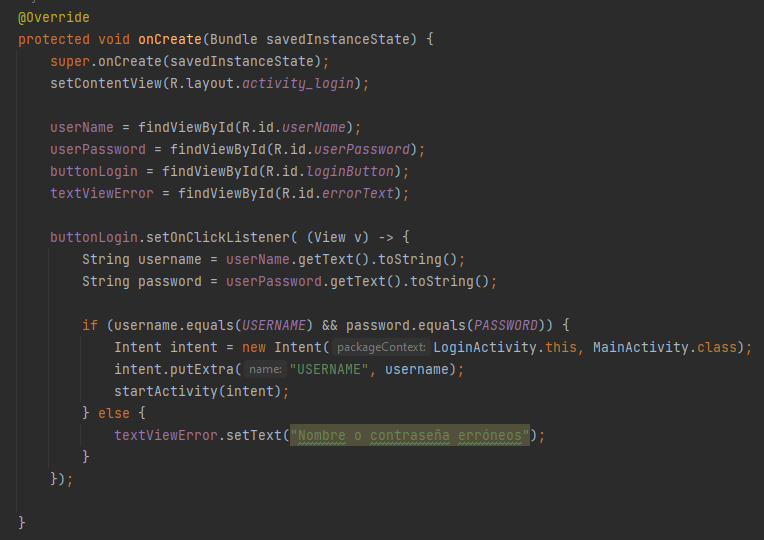 @Override
protected void onCreate(Bundle savedInstanceState) {
super.onCreate(savedInstanceState);
setContentView(R.layout.activity_login);
userName = findViewById(R.id.userName);
userPassword = findViewById(R.id.userPassword);
buttonLogin = findViewById(R.id.loginButton);
textViewError = findViewById(R.id.errorText);
buttonLogin.setOnClickListener( (View v) -> {
String username = userName.getText().toString();
String password = userPassword.getText().toString();
if (username.equals(USERNAME) && password.equals(PASSWORD)) {
Intent intent = new Intent( packageContext: LoginActivity.this, MainActivity.class);
intent.putExtra( name: "USERNAME", username);
startActivity(intent);
} else {
textViewError.setText("Nombre o contraseña erróneos");
}
});
}